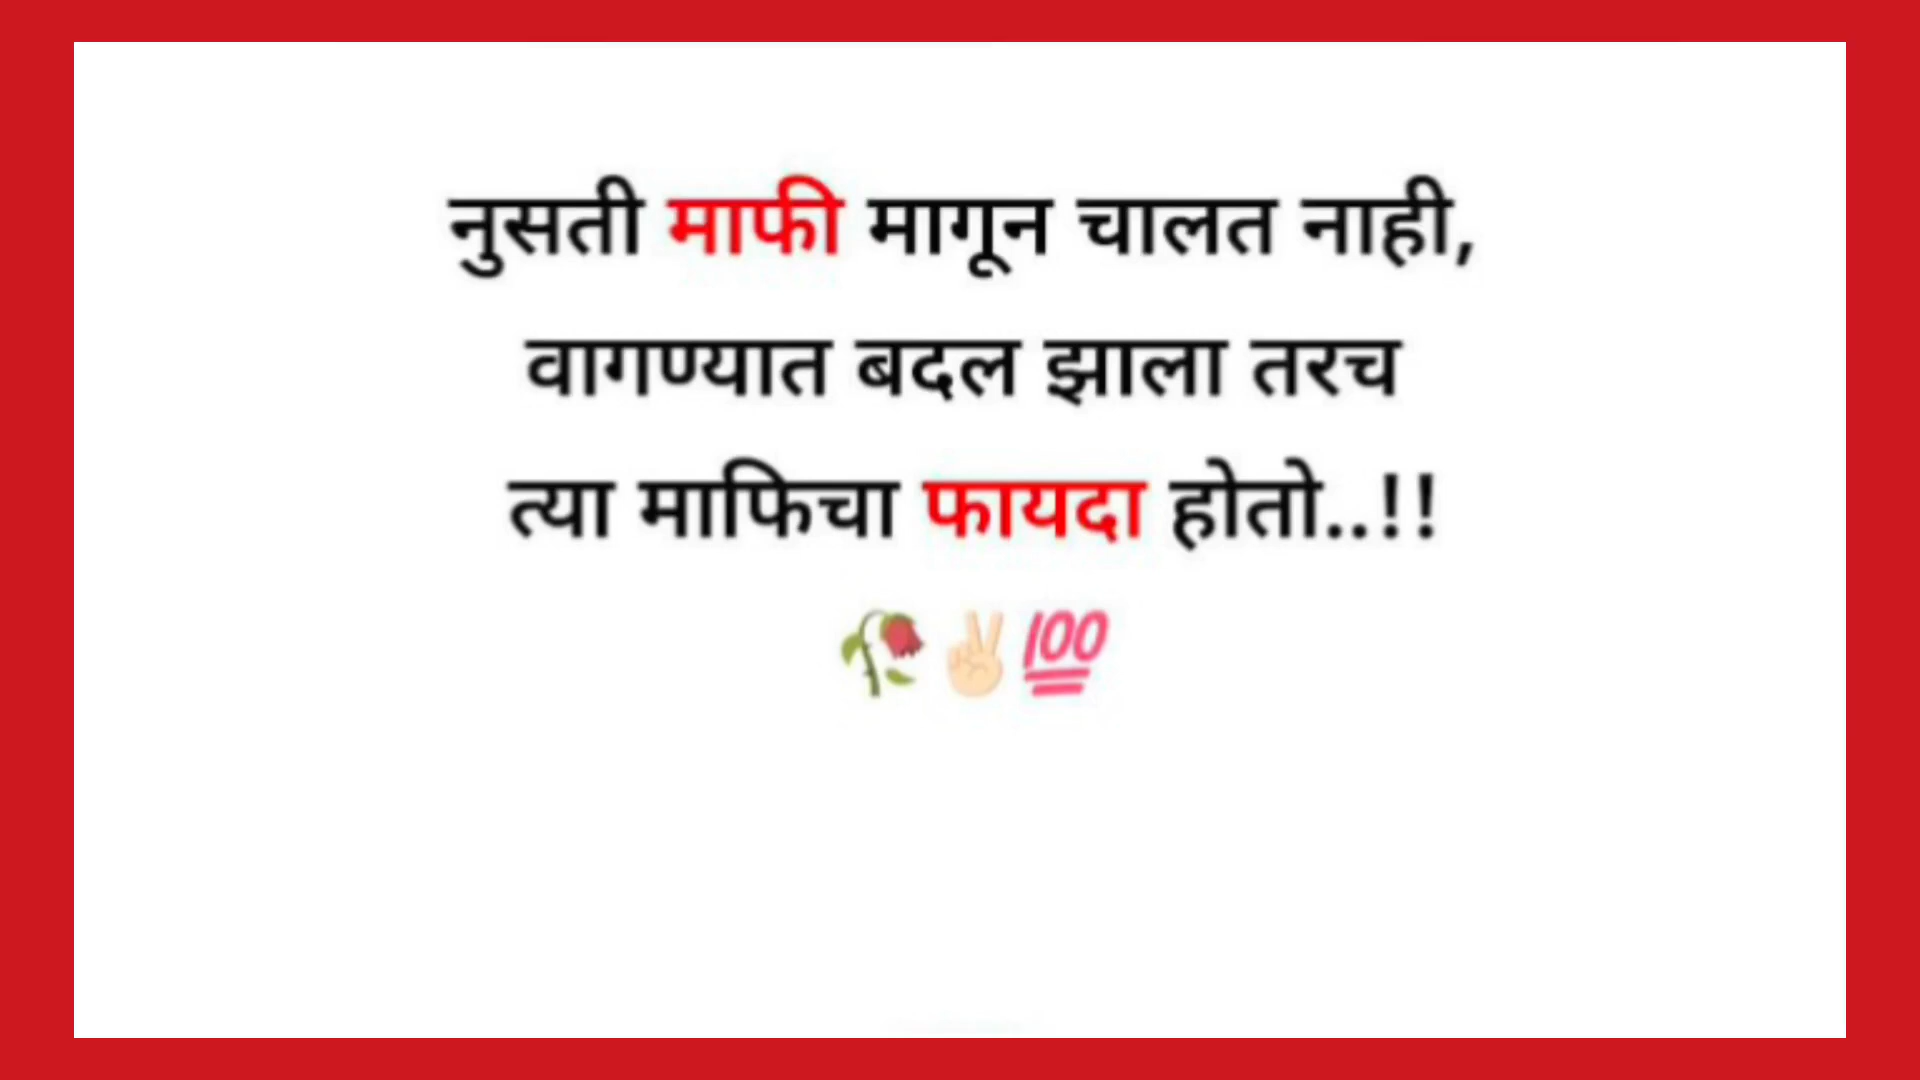 नुसती माफी मागून चालत नाही,
वागण्यात बदल झाला तरच
त्या माफिचा फायदा होतो..!!
🥀✌🏻💯